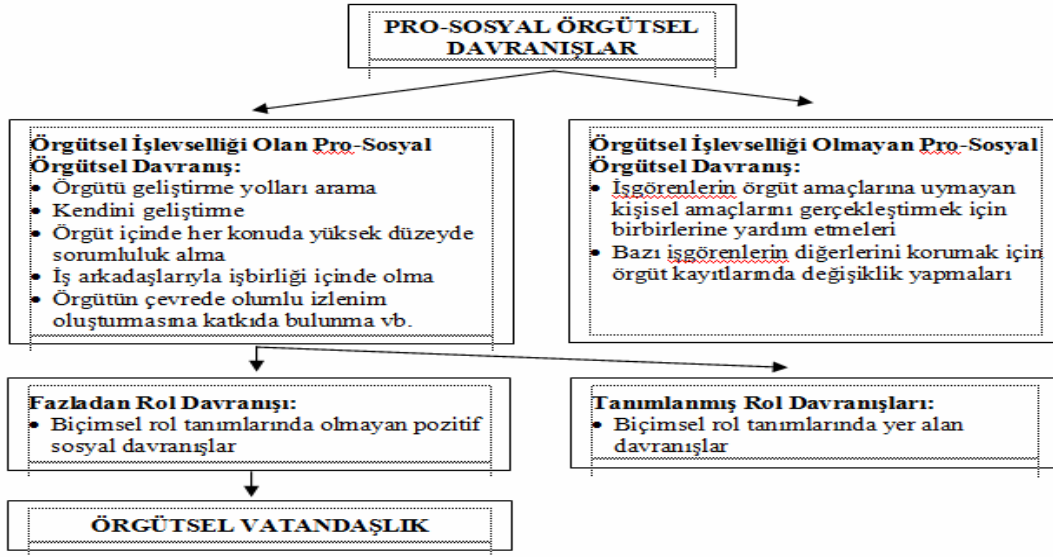 PRO-SOSYAL ÖRGÜTSEL
DAVRANIŞLAR
Örgütsel İşlevselliği Olan Pro-Sosyal
Örgütsel Davranış:
• Örgütü geliştirme yolları arama
• Kendini geliştirme
• Örgüt içinde her konuda yüksek düzeyde
sorumluluk alma
• İş arkadaşlarıyla işbirliği içinde olma
• Örgütün çevrede olumlu izlenim
oluşturmasına katkıda bulunma vb.
Örgütsel İşlevselliği Olmayan Pro-Sosyal
Örgütsel Davranış:
• İşgörenlerin örgüt amaçlarına uymayan
kişisel amaçlarını gerçekleştirmek için
birbirlerine yardım etmeleri
• Bazı işgörenlerin diğerlerini korumak için
örgüt kayıtlarında değişiklik yapmaları
Fazladan Rol Davranışı:
• Biçimsel rol tanımlarında olmayan pozitif
sosyal davranışlar
Tanımlanmış Rol Davranışları:
• Biçimsel rol tanımlarında yer alan
davranışlar
ÖRGÜTSEL VATANDAŞLIK